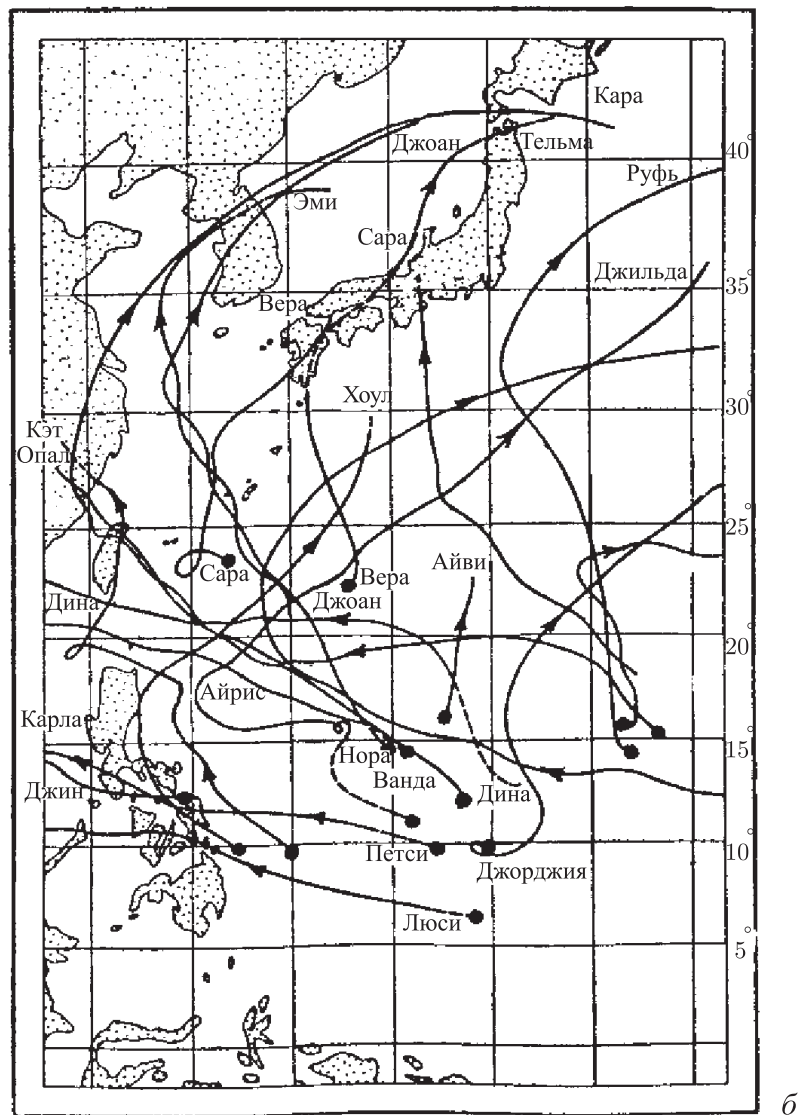 Кара
Джоан
Тельма
40°
Руфь
Эми
Сара
Джильда
35°
Вера
Хоул
30°
Кэт
Опал
25°
Сара
Вера
Айви
Джоан
Дина
20°
Айрис
Карла
15°
Нора
Ванда
Джин
Дина
10°
Петси
Джорджия
Люси
5°
б